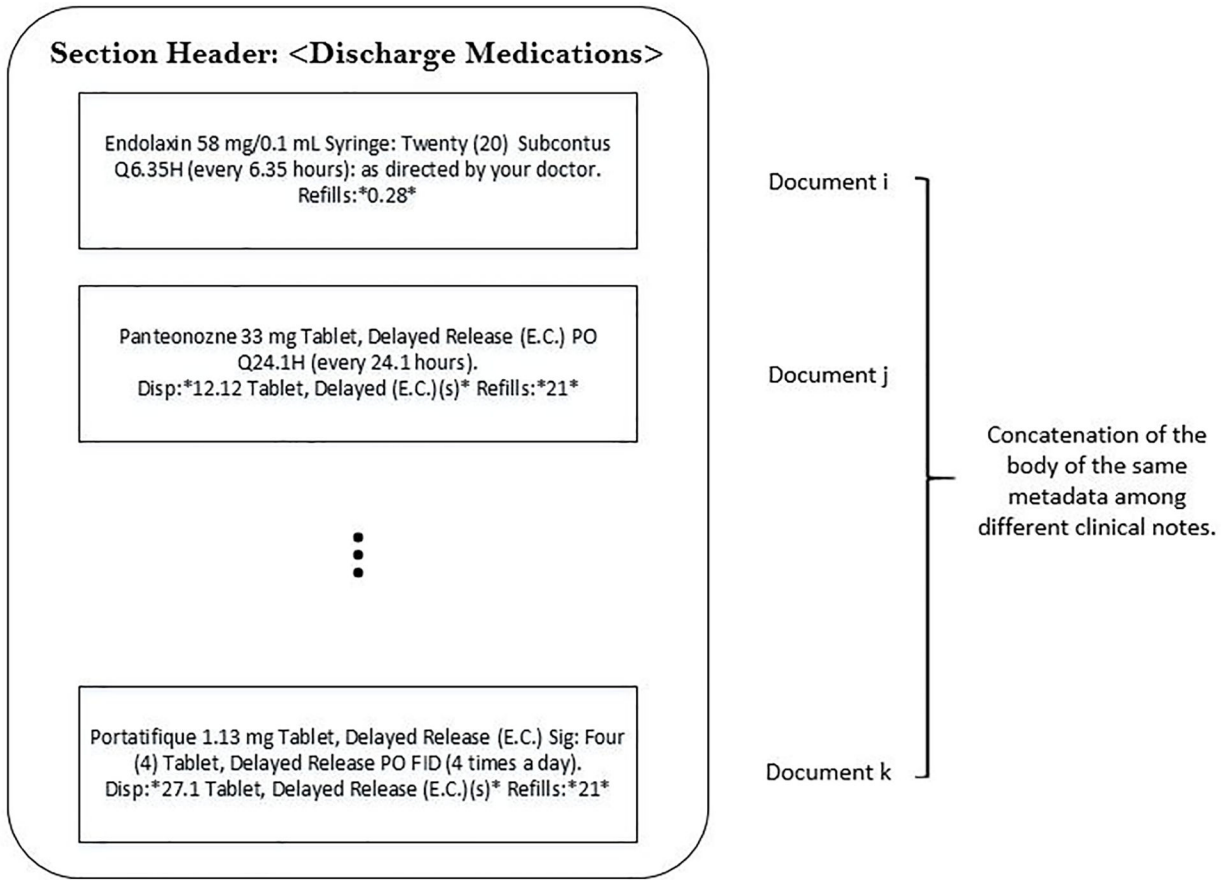 Section Header: <Discharge Medications>
Endolaxin 58 mg/0.1 mL Syringe: Twenty (20) Subcontus
Q6.35H (every 6.35 hours): as directed by your doctor.
Refills:*0.28*
Document i
Panteonozne 33 mg Tablet, Delayed Release (E.C.) PO
Q24.1H (every 24.1 hours).
Disp:*12.12 Tablet, Delayed (E.C.)(s)* Refills:*21*
Document j
Concatenation of the
body of the same
metadata among
different clinical notes.
Portatifique 1.13 mg Tablet, Delayed Release (E.C.) Sig: Four
(4) Tablet, Delayed Release PO FID (4 times a day).
Disp:*27.1 Tablet, Delayed Release (E.C.)(s)* Refills:*21*
Document k